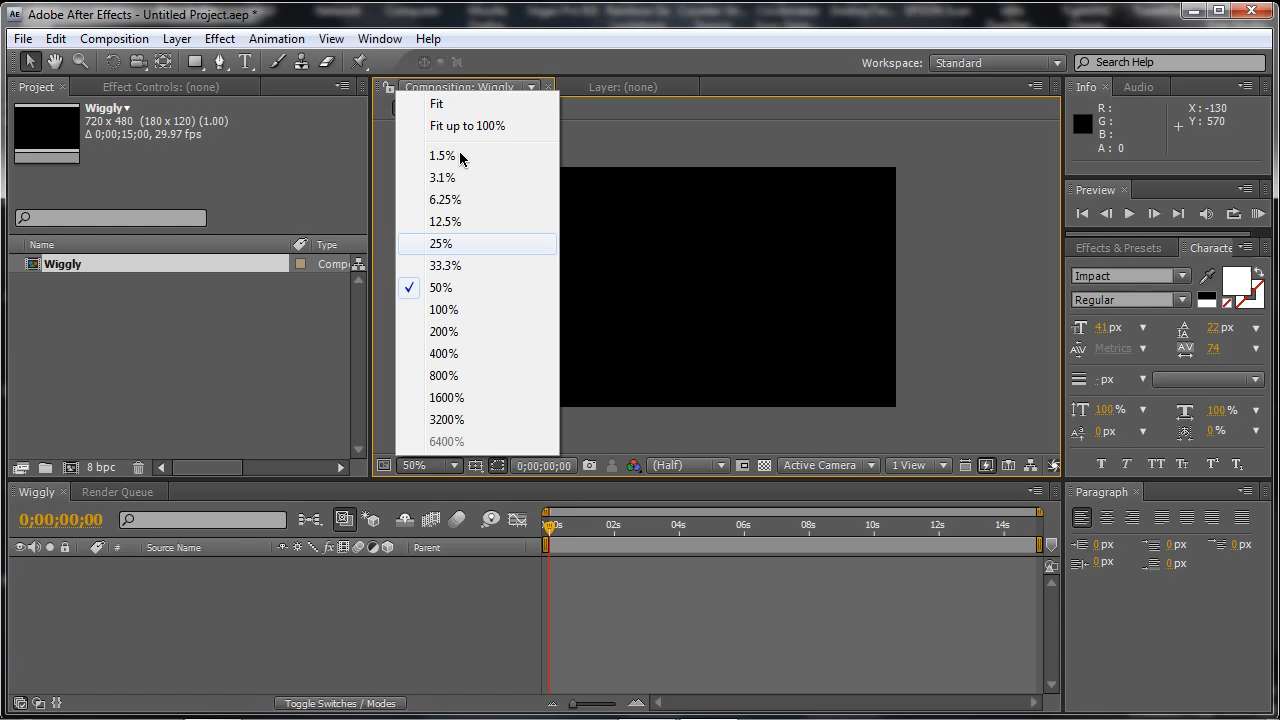 Adobe After Effects - Untitled Project.aep *
File Edit Composition Layer Effect Animation View Window Help
Workspace: Standard Search Help
Project Effect Controls: (none) Composition: Wiggly Layer: (none) Info Audio
Wiggly▾
720 x 480 (180 x 120) (1.00)
Δ 0;00;15;00, 29.97 fps
Fit
Fit up to 100%
1.5%
3.1%
6.25%
12.5%
25%
33.3%
50%
100%
200%
400%
800%
1600%
3200%
6400%
R : X : -130
G : Y : 570
B :
A : 0
Preview
Name Type
Wiggly Comp
Effects & Presets Characte
Impact
Regular
41 px 22 px
Metrics 74
- px
100 % 100 %
0 px 0 %
T T TT Tt T¹ T₁
8 bpc
50% 0;00;00;00 (Half) Active Camera 1 View
Wiggly Render Queue
0;00;00;00
0s 02s 04s 06s 08s 10s 12s 14s
# Source Name fx Parent
Paragraph
0 px 0 px 0 px
0 px 0 px
Toggle Switches / Modes